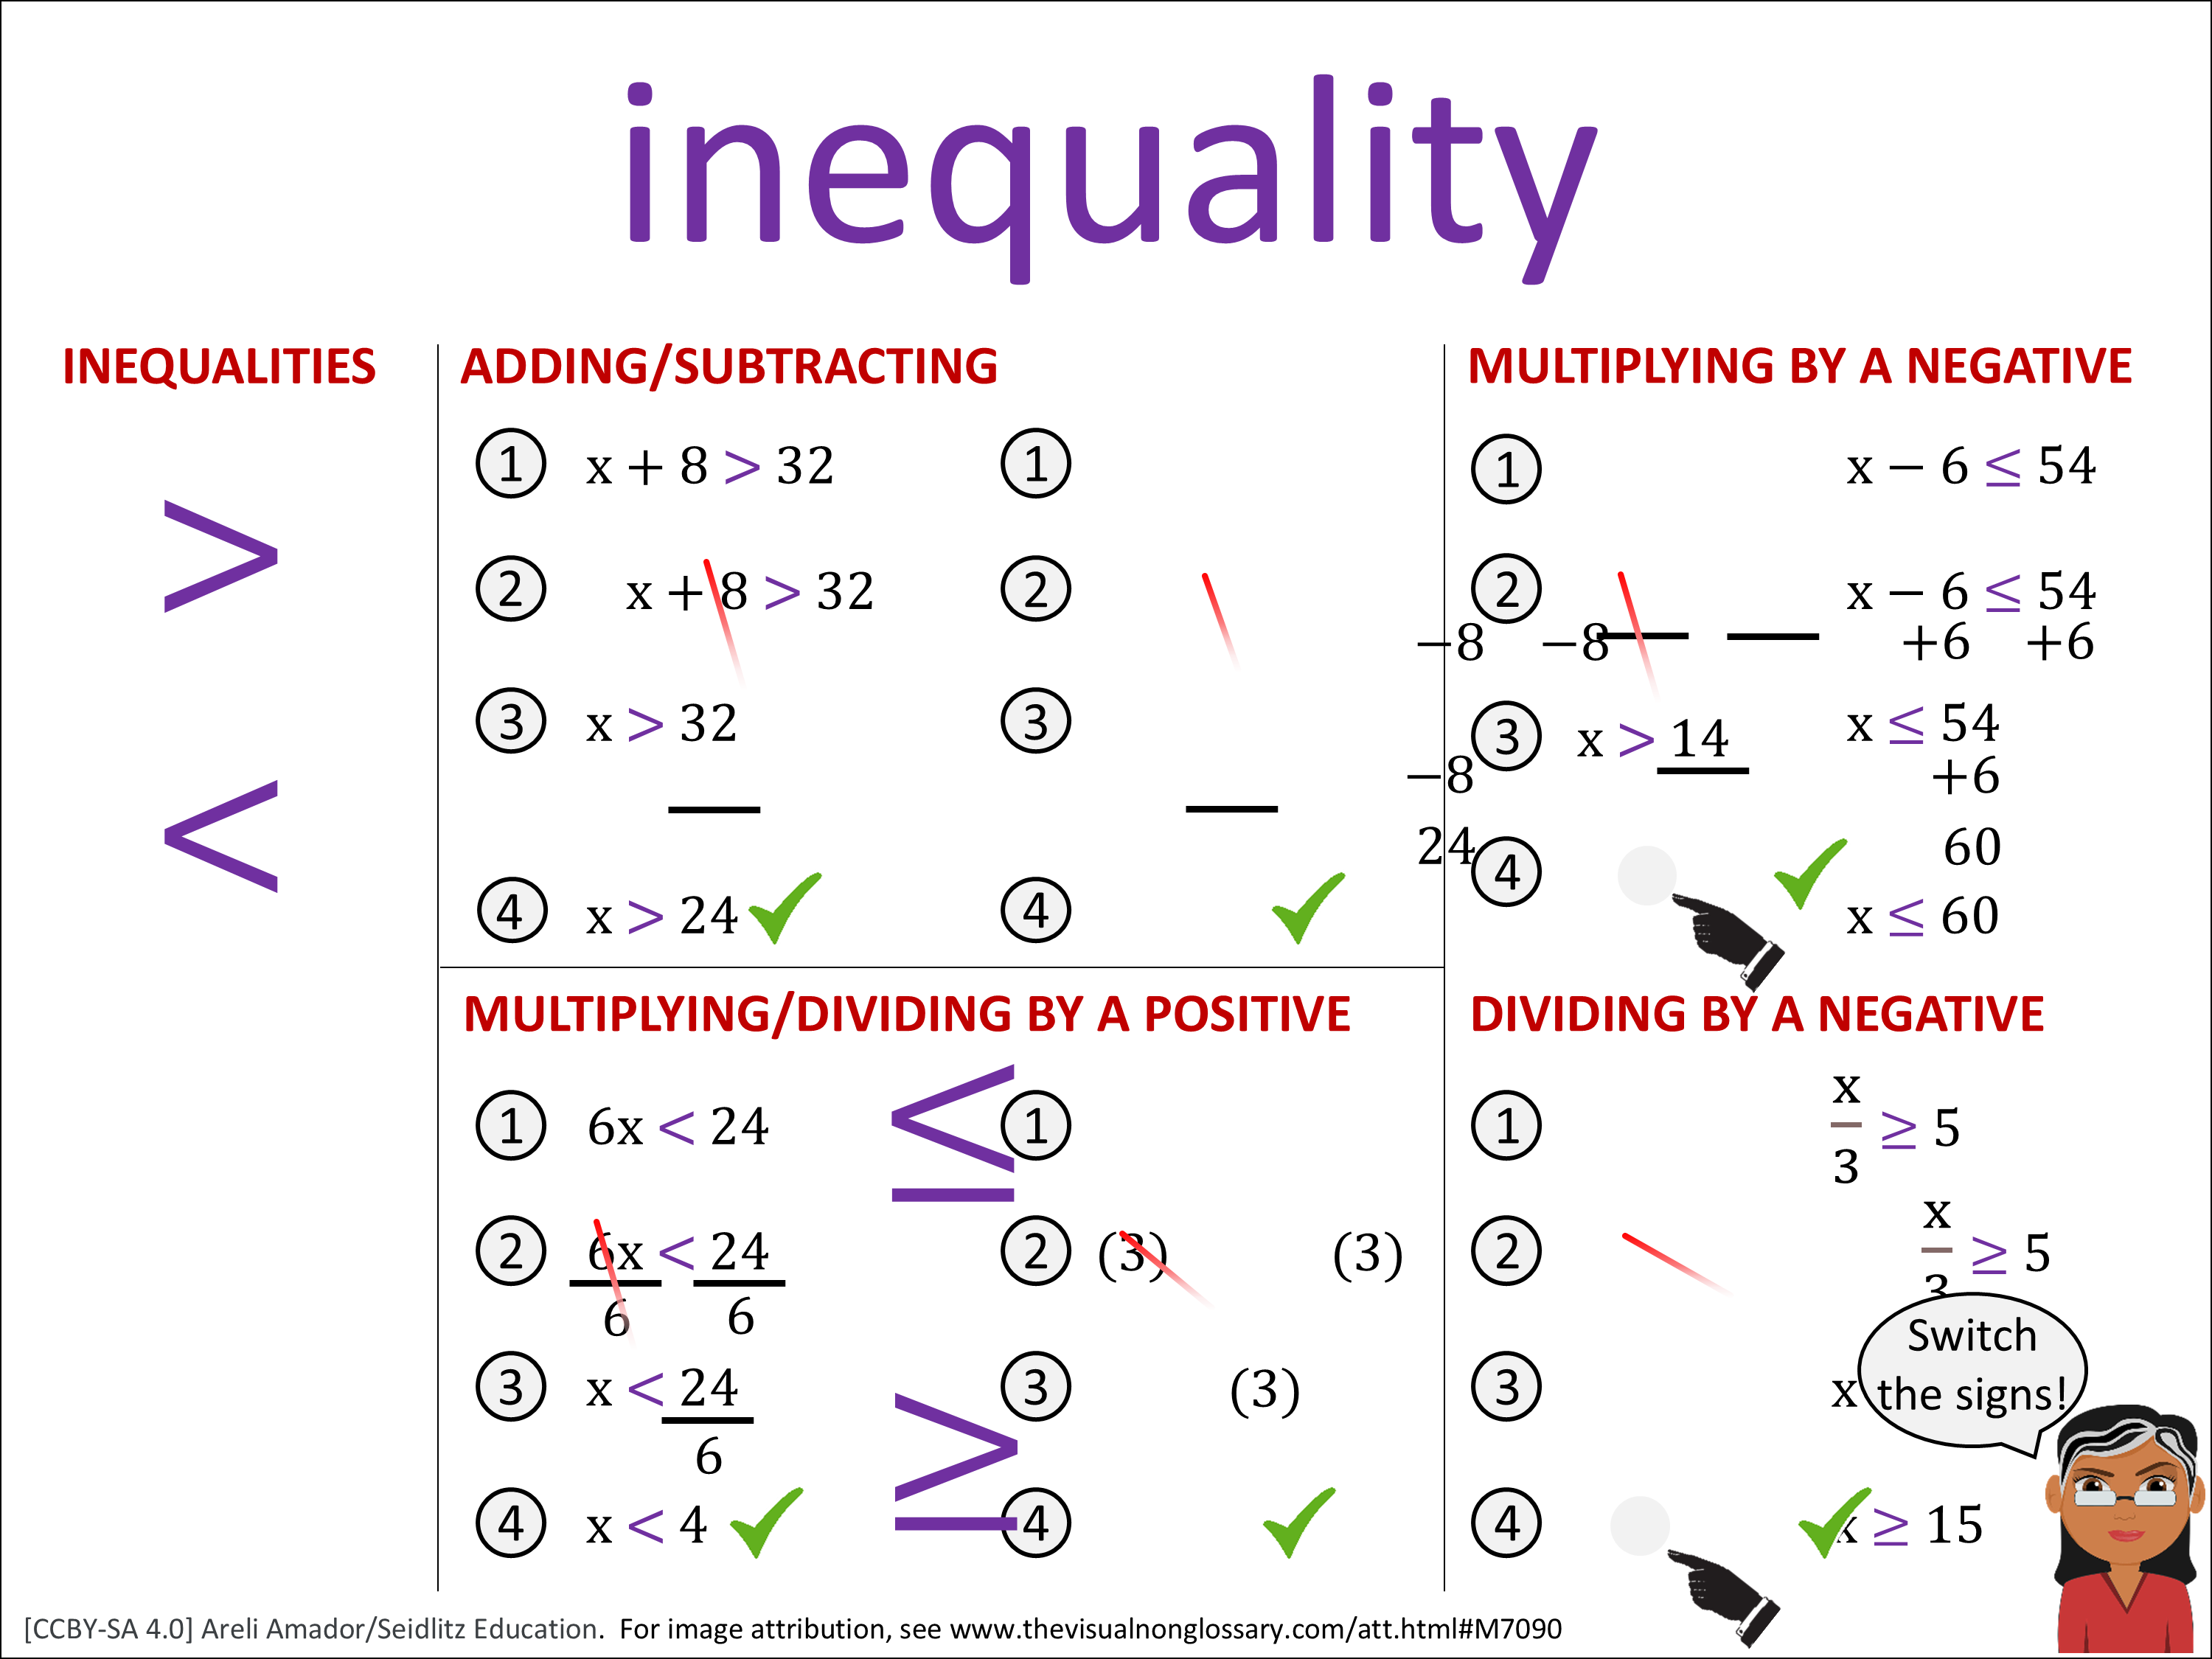 inequality
INEQUALITIES
>
<
≤
≥
ADDING/SUBTRACTING
1 x + 8 > 32
2 x + 8 > 32
−8 −8
3 x > 32
−8
24
4 x > 24
1
2
3
4
MULTIPLYING BY A NEGATIVE
1 x − 6 ≤ 54
2 x − 6 ≤ 54
+6 +6
3 x > 14 x ≤ 54
+6
60
4 x ≤ 60
MULTIPLYING/DIVIDING BY A POSITIVE
1 6x < 24
2 6x < 24
6 6
3 x < 24
6
4 x < 4
1
2 (3) (3)
3 (3)
4
DIVIDING BY A NEGATIVE
1 x
3 ≥ 5
2 x
3 ≥ 5
3 x
4 x ≥ 15
Switch
the signs!
[CCBY-SA 4.0] Areli Amador/Seidlitz Education. For image attribution, see www.thevisualnonglossary.com/att.html#M7090